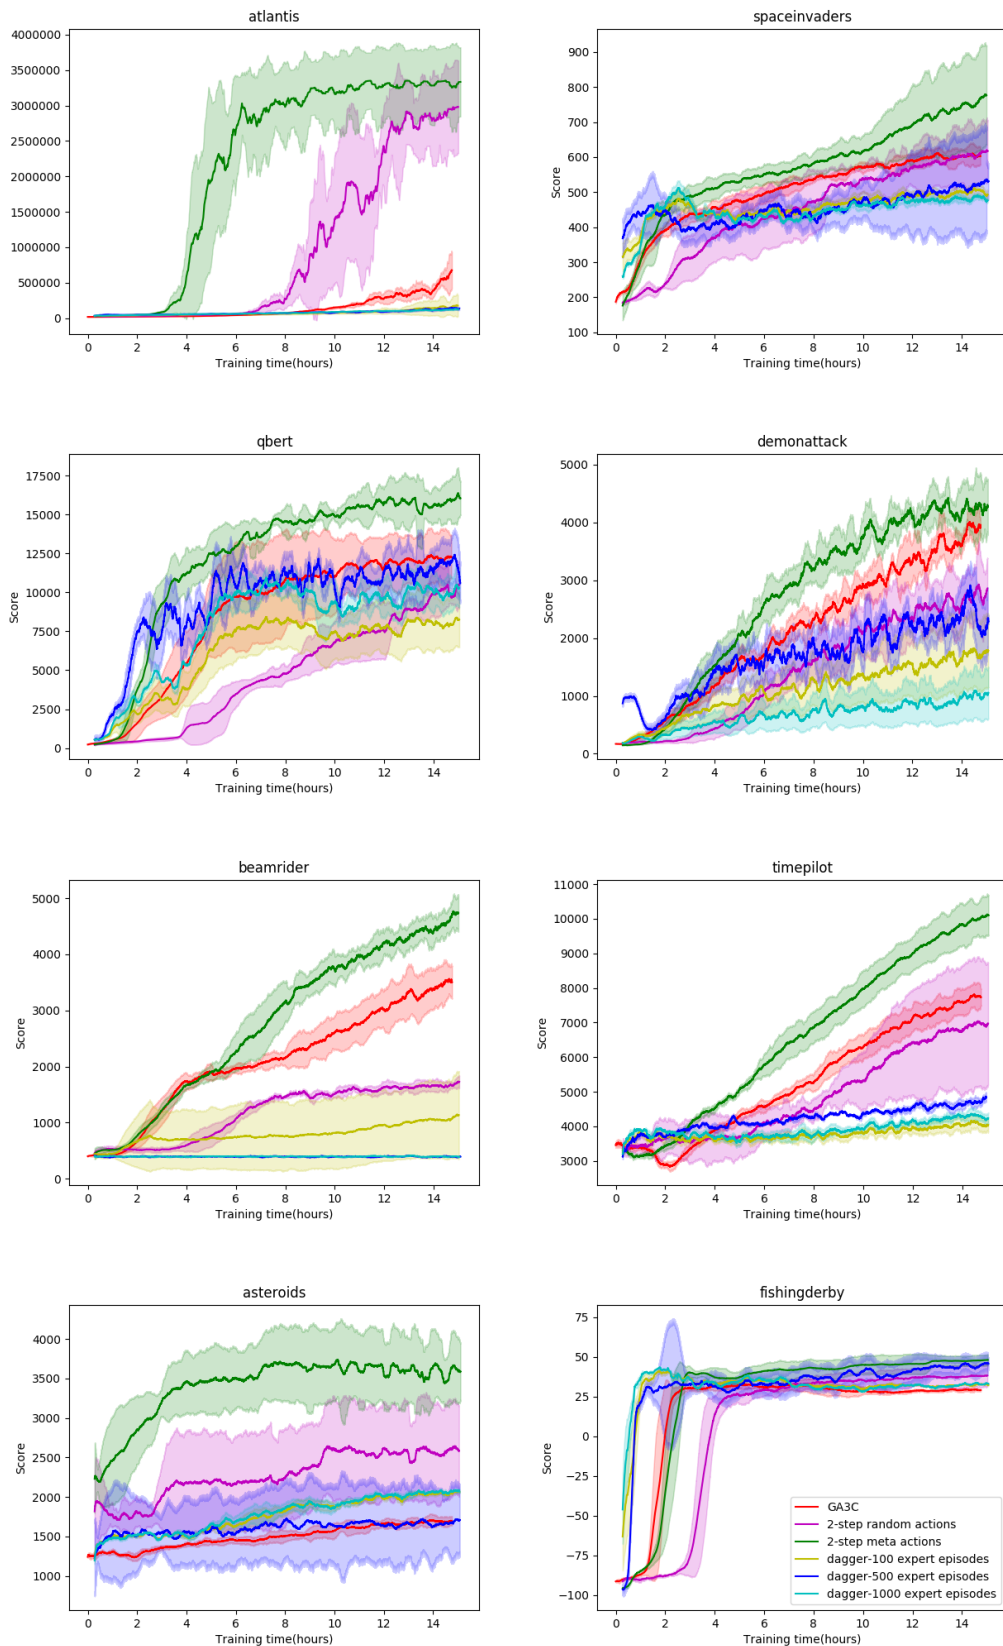 atlantis
4000000
3500000
3000000
2500000
2000000
1500000
1000000
500000
0
0 2 4 6 8 10 12 14
Training time(hours)
spaceinvaders
900
800
700
600
500
400
300
200
100
Score
0 2 4 6 8 10 12 14
Training time(hours)
qbert
17500
15000
12500
10000
7500
5000
2500
0
Score
0 2 4 6 8 10 12 14
Training time(hours)
demonattack
5000
4000
3000
2000
1000
0
Score
0 2 4 6 8 10 12 14
Training time(hours)
beamrider
5000
4000
3000
2000
1000
0
Score
0 2 4 6 8 10 12 14
Training time(hours)
timepilot
11000
10000
9000
8000
7000
6000
5000
4000
3000
Score
0 2 4 6 8 10 12 14
Training time(hours)
asteroids
4000
3500
3000
2500
2000
1500
1000
Score
0 2 4 6 8 10 12 14
Training time(hours)
fishingderby
75
50
25
0
−25
−50
−75
−100
Score
GA3C
2-step random actions
2-step meta actions
dagger-100 expert episodes
dagger-500 expert episodes
dagger-1000 expert episodes
0 2 4 6 8 10 12 14
Training time(hours)